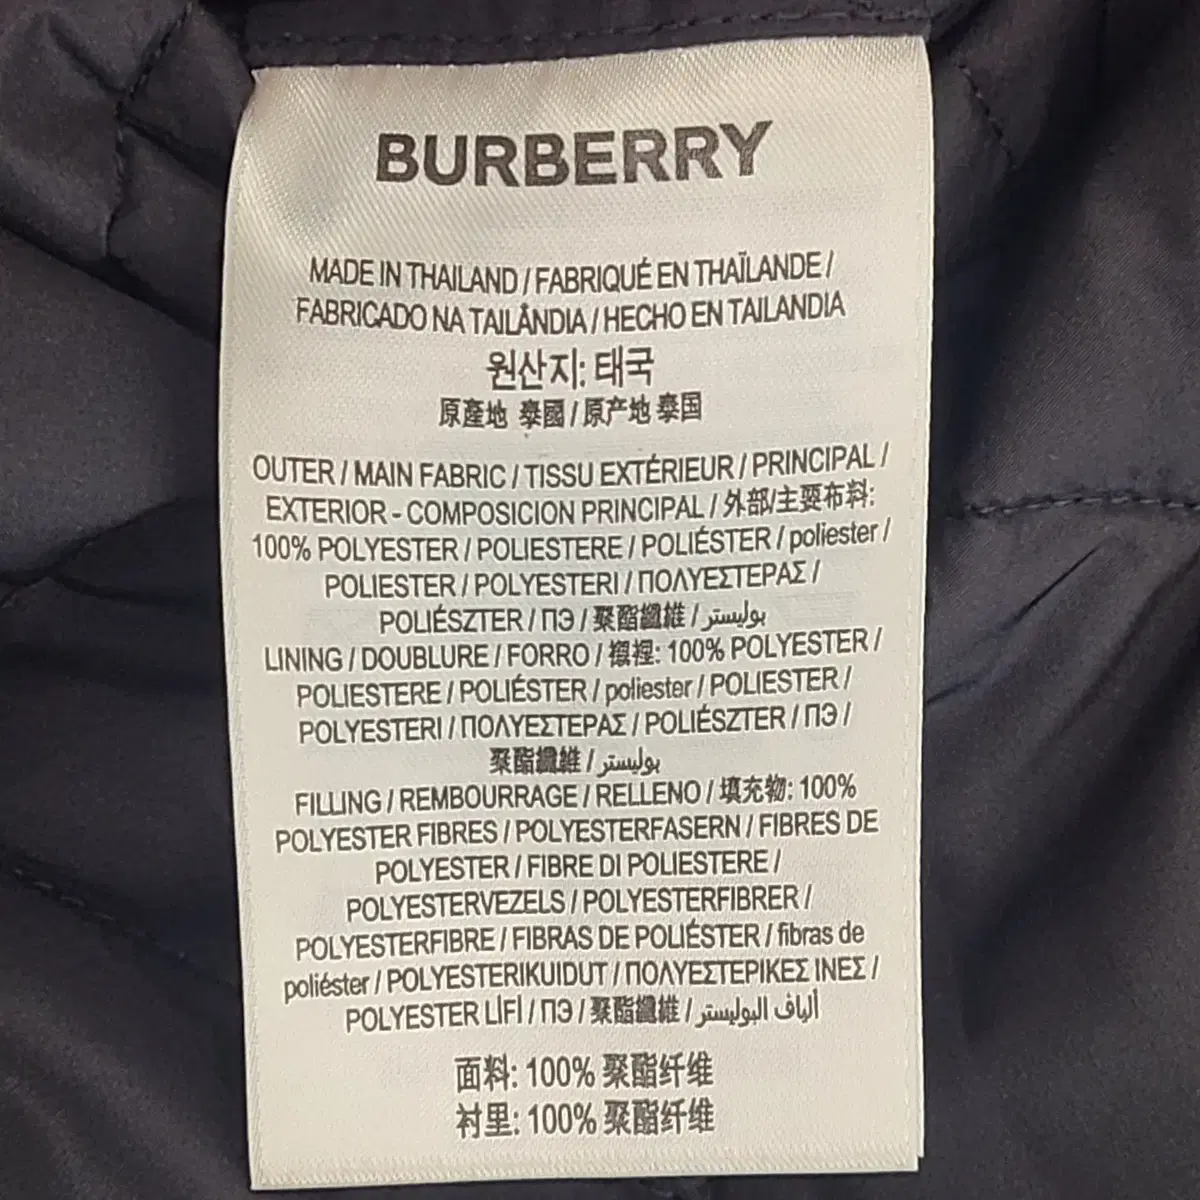 BURBERRY
MADE IN THAILAND / FABRIQUÉ EN THAÏLANDE /
FABRICADO NA TAILÂNDIA / HECHO EN TAILANDIA
원산지: 태국
原產地 泰國 / 原产地 泰国
OUTER / MAIN FABRIC / TISSU EXTÉRIEUR / PRINCIPAL /
EXTERIOR - COMPOSICION PRINCIPAL / 外部/主要布料:
100% POLYESTER / POLIESTERE / POLIÉSTER / poliester /
POLIESTER / POLYESTERI / ΠΟΛΥΕΣΤΕΡΑΣ /
POLIÉSZTER / ПЭ / 聚酯纖維 / بوليستر
LINING / DOUBLURE / FORRO / 襯裡: 100% POLYESTER /
POLIESTERE / POLIÉSTER / poliester / POLIESTER /
POLYESTERI / ΠΟΛΥΕΣΤΕΡΑΣ / POLIÉSZTER / ПЭ /
聚酯纖維 / بوليستر
FILLING / REMBOURRAGE / RELLENO / 填充物: 100%
POLYESTER FIBRES / POLYESTERFASERN / FIBRES DE
POLYESTER / FIBRE DI POLIESTERE /
POLYESTERVEZELS / POLYESTERFIBRER /
POLYESTERFIBRE / FIBRAS DE POLIÉSTER / fibras de
poliéster / POLYESTERIKUIDUT / ΠΟΛΥΕΣΤΕΡΙΚΕΣ ΙΝΕΣ /
POLYESTER LİFİ / ПЭ / 聚酯纖維 / ألياف البوليستر
面料: 100% 聚酯纤维
衬里: 100% 聚酯纤维